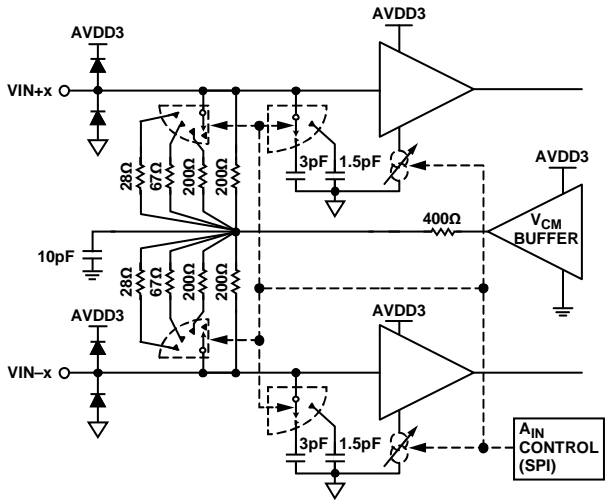 AVDD3
AVDD3
VIN+x
28Ω
67Ω
200Ω
200Ω
3pF
1.5pF
AVDD3
400Ω
VCM
BUFFER
10pF
28Ω
67Ω
200Ω
200Ω
AVDD3
AVDD3
VIN–x
3pF
1.5pF
AIN
CONTROL
(SPI)